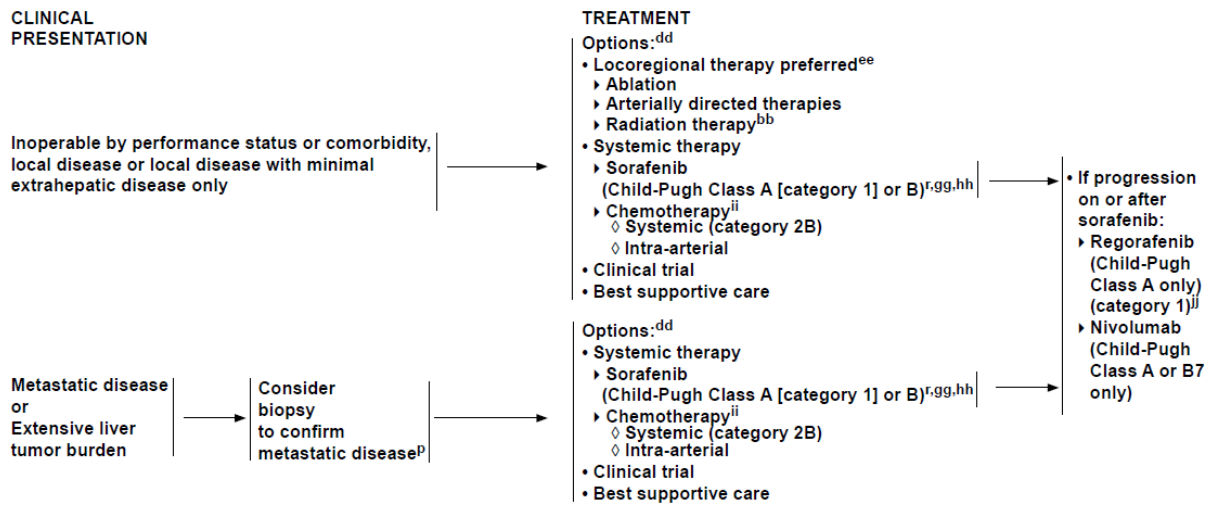 CLINICAL
PRESENTATION
TREATMENT
Inoperable by performance status or comorbidity,
local disease or local disease with minimal
extrahepatic disease only
Options:dd
• Locoregional therapy preferredee
▸ Ablation
▸ Arterially directed therapies
▸ Radiation therapybb
• Systemic therapy
▸ Sorafenib
(Child-Pugh Class A [category 1] or B)r,gg,hh
▸ Chemotherapyii
◊ Systemic (category 2B)
◊ Intra-arterial
• Clinical trial
• Best supportive care
Metastatic disease
or
Extensive liver
tumor burden
Consider
biopsy
to confirm
metastatic diseasep
Options:dd
• Systemic therapy
▸ Sorafenib
(Child-Pugh Class A [category 1] or B)r,gg,hh
▸ Chemotherapyii
◊ Systemic (category 2B)
◊ Intra-arterial
• Clinical trial
• Best supportive care
• If progression
on or after
sorafenib:
▸ Regorafenib
(Child-Pugh
Class A only)
(category 1)jj
▸ Nivolumab
(Child-Pugh
Class A or B7
only)